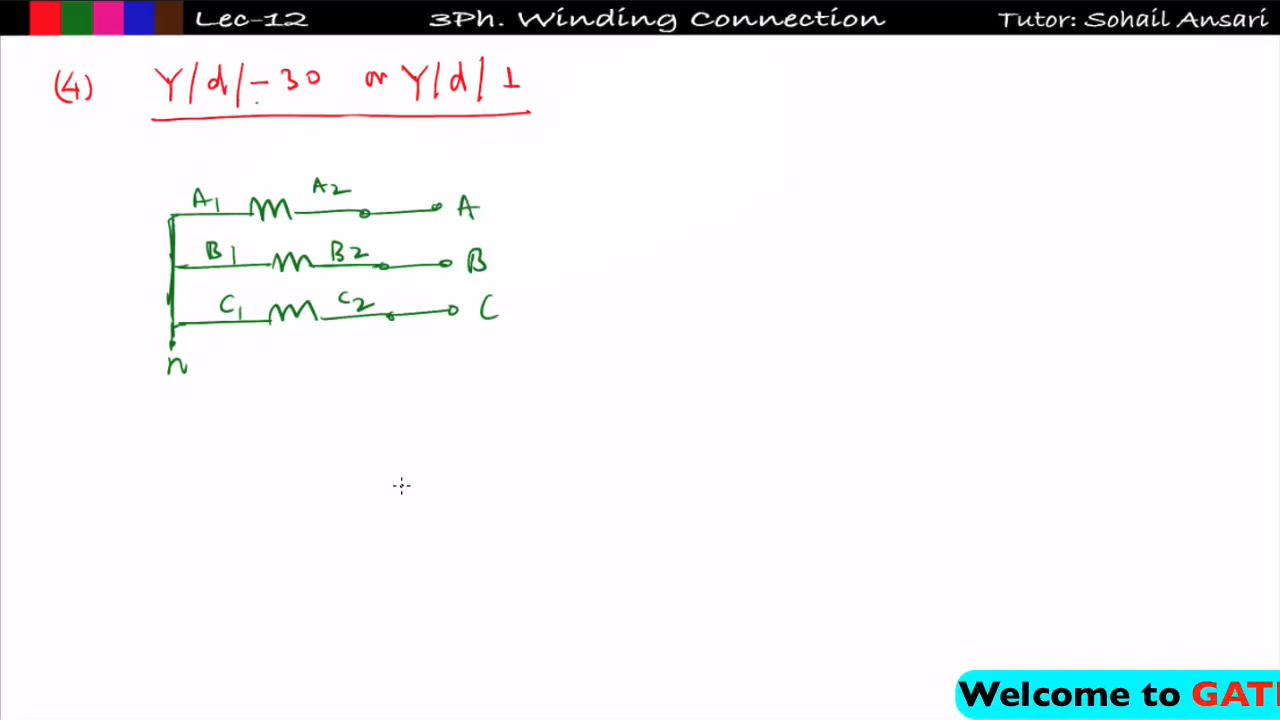 Lec-12 3Ph. Winding Connection Tutor: Sohail Ansari
(4) Y/d/-30 or Y/d/1
A1 A2 A
B1 B2 B
C1 C2 C
n
Welcome to GAT